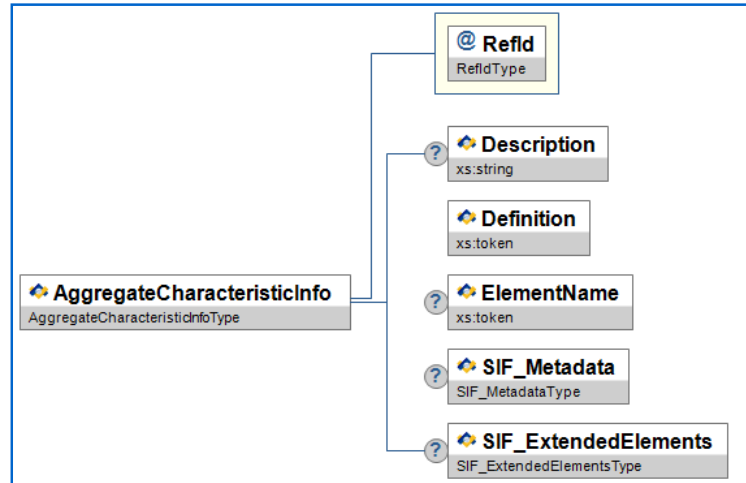 @ RefId
RefIdType
? Description
xs:string
Definition
xs:token
AggregateCharacteristicInfo
AggregateCharacteristicInfoType
? ElementName
xs:token
? SIF_Metadata
SIF_MetadataType
? SIF_ExtendedElements
SIF_ExtendedElementsType